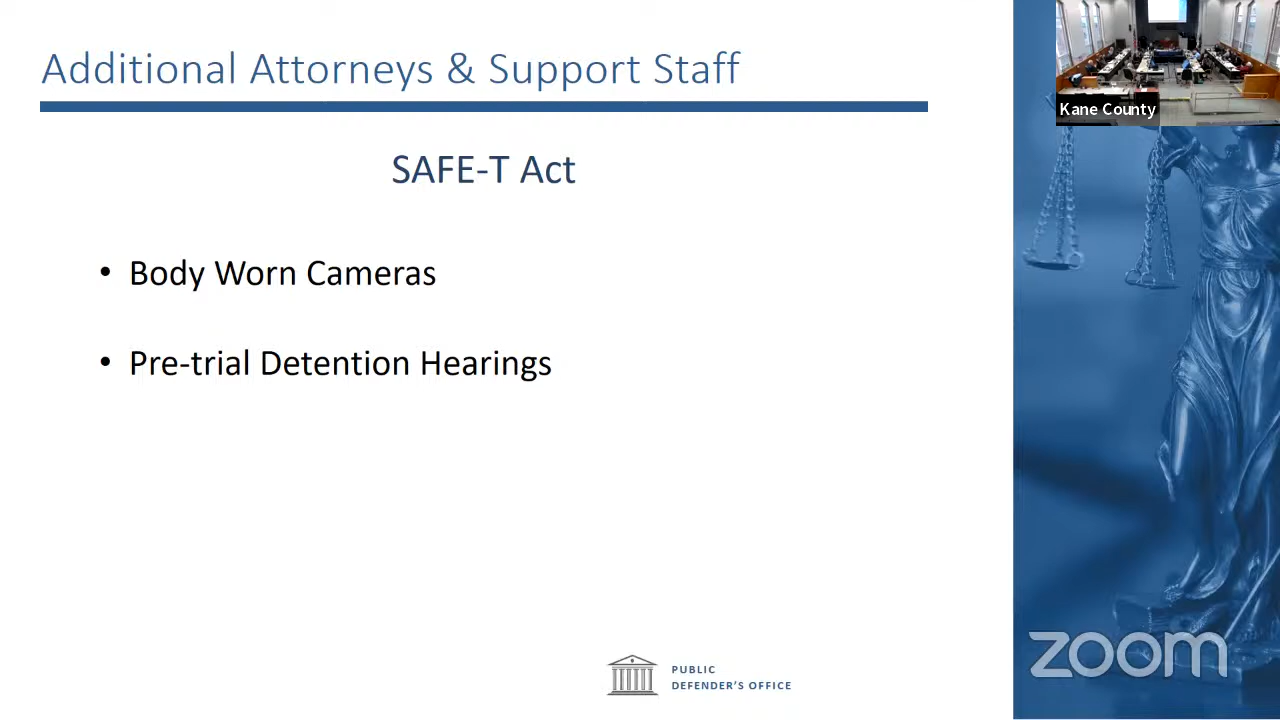 Additional Attorneys & Support Staff
SAFE-T Act
• Body Worn Cameras
• Pre-trial Detention Hearings
PUBLIC
DEFENDER'S OFFICE
Kane County
zoom